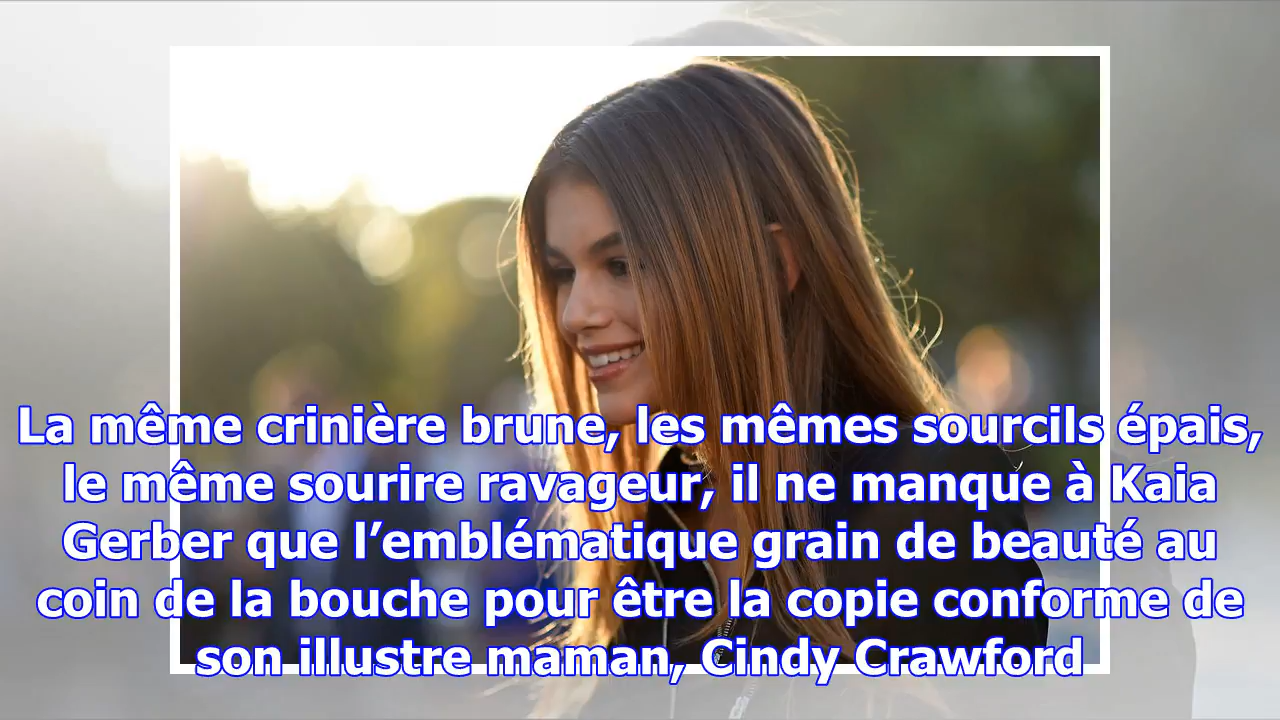 La même crinière brune, les mêmes sourcils épais,
le même sourire ravageur, il ne manque à Kaia
Gerber que l’emblématique grain de beauté au
coin de la bouche pour être la copie conforme de
son illustre maman, Cindy Crawford